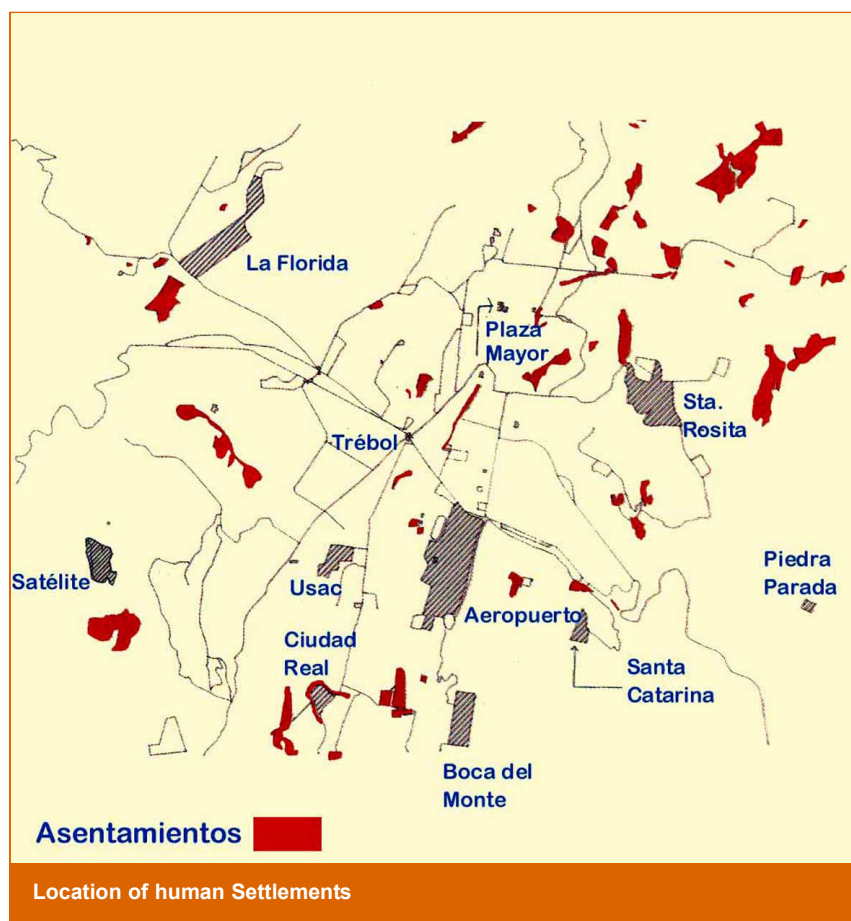 La Florida
Plaza
Mayor
Sta.
Rosita
Trébol
Satélite
Usac
Aeropuerto
Piedra
Parada
Ciudad
Real
Santa
Catarina
Boca del
Monte
Asentamientos
Location of human Settlements